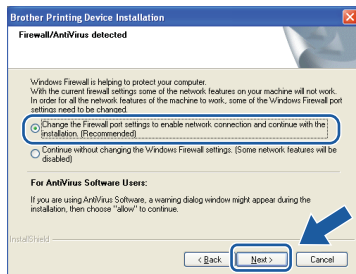 Brother Printing Device Installation
Firewall/AntiVirus detected
Windows Firewall is helping to protect your computer.
With the current firewall settings some of the network features on your machine will not work.
In order for all the network features of the machine to work, some of the Windows Firewall port
settings need to be changed.
Change the Firewall port settings to enable network connection and continue with the
installation. (Recommended)
Continue without changing the Windows Firewall settings. (Some network features will be
disabled)
For AntiVirus Software Users:
If you are using AntiVirus Software, a warning dialog window might appear during the
installation, then choose "allow" to continue.
InstallShield
< Back
Next >
Cancel